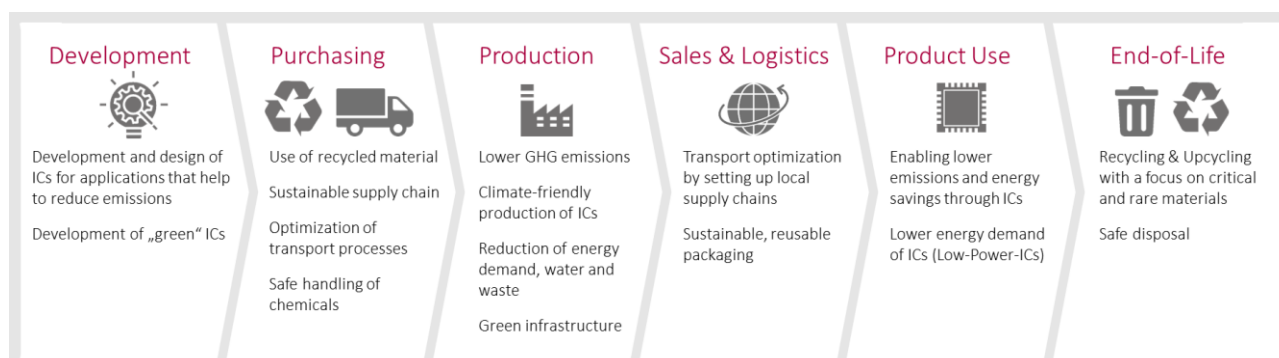 Development
Development and design of
ICs for applications that help
to reduce emissions
Development of „green“ ICs
Purchasing
Use of recycled material
Sustainable supply chain
Optimization of
transport processes
Safe handling of
chemicals
Production
Lower GHG emissions
Climate-friendly
production of ICs
Reduction of energy
demand, water and
waste
Green infrastructure
Sales & Logistics
Transport optimization
by setting up local
supply chains
Sustainable, reusable
packaging
Product Use
Enabling lower
emissions and energy
savings through ICs
Lower energy demand
of ICs (Low-Power-ICs)
End-of-Life
Recycling & Upcycling
with a focus on critical
and rare materials
Safe disposal